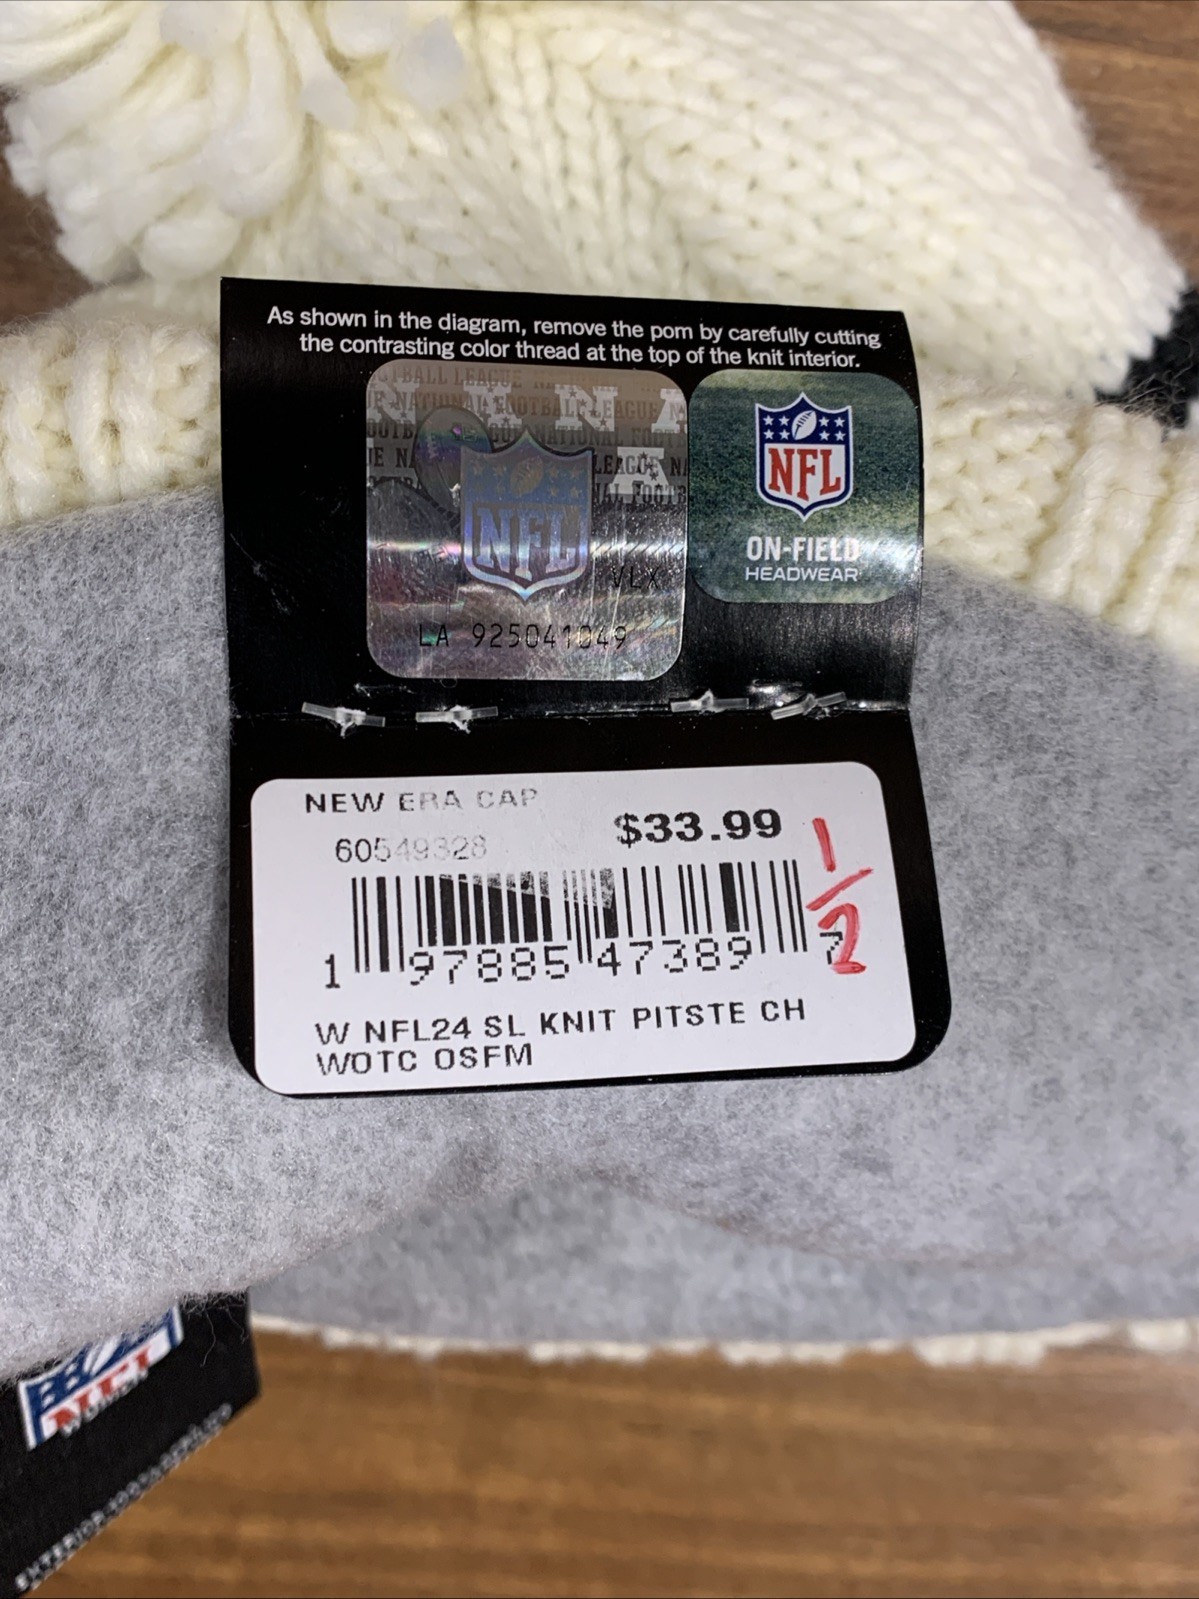 As shown in the diagram, remove the pom by carefully cutting
the contrasting color thread at the top of the knit interior.
NFL
VLX
LA 925041049
NFL
ON-FIELD
HEADWEAR
NEW ERA CAP
60549328
$33.99
1/2
1 97885 47389 7
W NFL24 SL KNIT PITSTE CH
WOTC OSFM
NFL
EXTERIOR: